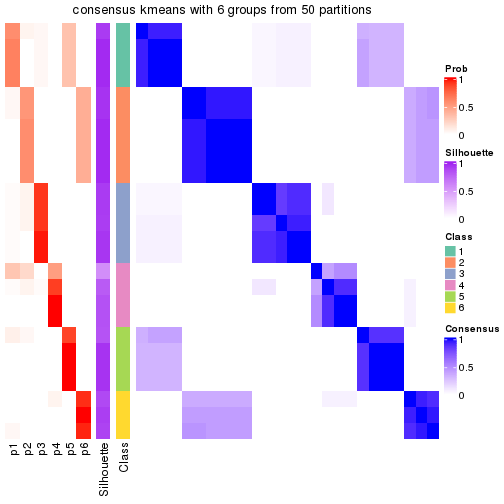 consensus kmeans with 6 groups from 50 partitions
Prob
1
0.5
0
Silhouette
1
0.5
0
Class
1
2
3
4
5
6
Consensus
1
0.5
0
p1
p2
p3
p4
p5
p6
Silhouette
Class